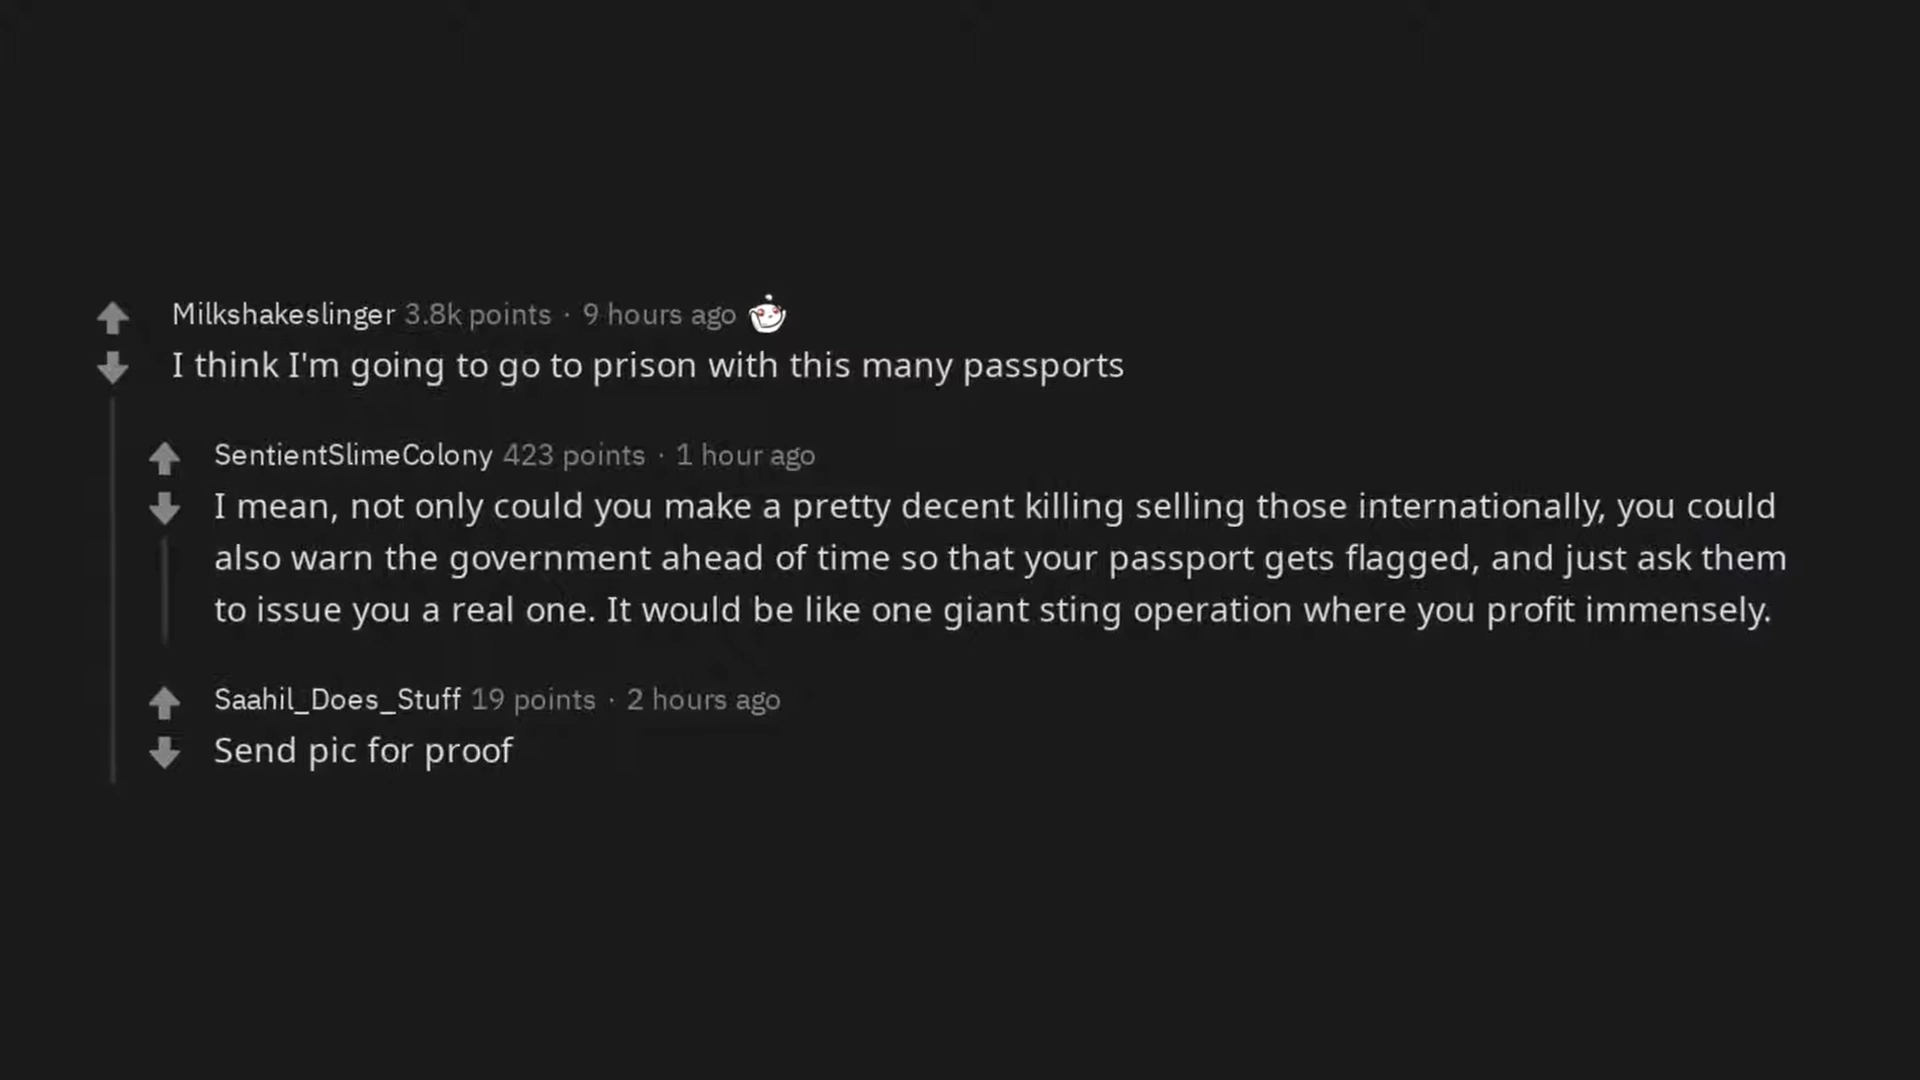 Milkshakeslinger 3.8k points · 9 hours ago
I think I'm going to go to prison with this many passports
SentientSlimeColony 423 points · 1 hour ago
I mean, not only could you make a pretty decent killing selling those internationally, you could
also warn the government ahead of time so that your passport gets flagged, and just ask them
to issue you a real one. It would be like one giant sting operation where you profit immensely.
Saahil_Does_Stuff 19 points · 2 hours ago
Send pic for proof